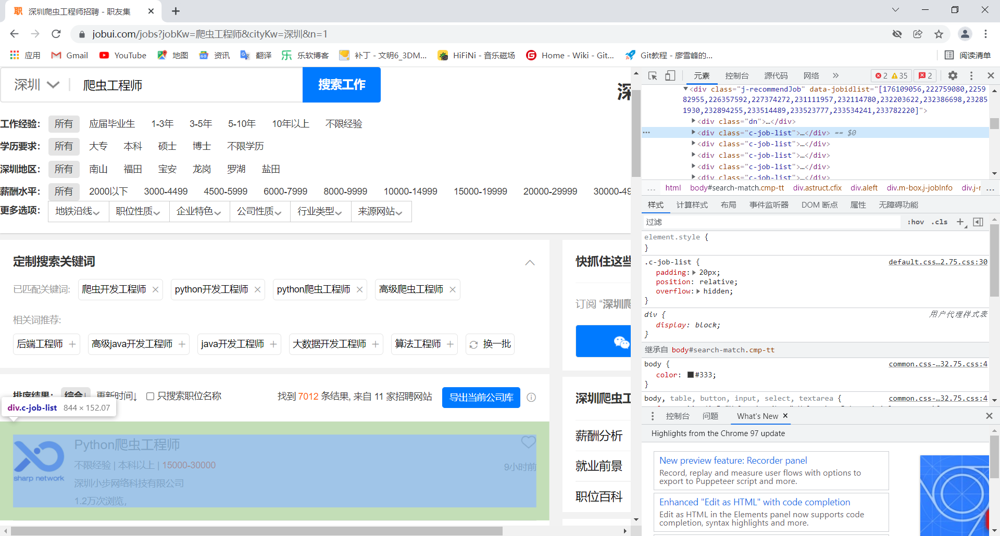 深圳爬虫工程师招聘 - 职友集
jobui.com/jobs?jobKw=爬虫工程师&cityKw=深圳&n=1
应用 Gmail YouTube 地图 资讯 翻译 乐软博客 补丁 - 文明6_3DM... HiFiNi - 音乐磁场 Home - Wiki - Git... Git教程 - 廖雪峰的... 阅读清单
深圳 爬虫工程师 搜索工作
深
工作经验: 所有 应届毕业生 1-3年 3-5年 5-10年 10年以上 不限经验
学历要求: 所有 大专 本科 硕士 博士 不限学历
深圳地区: 所有 南山 福田 宝安 龙岗 罗湖 盐田
薪酬水平: 所有 2000以下 3000-4499 4500-5999 6000-7999 8000-9999 10000-14999 15000-19999 20000-29999 30000-49
更多选项: 地铁沿线 职位性质 企业特色 公司性质 行业类型 来源网站
定制搜索关键词
已匹配关键词: 爬虫开发工程师 × python开发工程师 × python爬虫工程师 × 高级爬虫工程师 ×
相关词推荐:
后端工程师 + 高级java开发工程师 + java开发工程师 + 大数据开发工程师 + 算法工程师 + 换一批
排序结果: 综合↓ 更新时间↓ 只搜索职位名称 找到 7012 条结果, 来自 11 家招聘网站 导出当前公司库
div.c-job-list 844 × 152.07
sharp network
Python爬虫工程师
不限经验 | 本科以上 | 15000-30000
9小时前
深圳小步网络科技有限公司
1.2万次浏览,
快抓住这些
订阅 “深圳爬
深圳爬虫工
薪酬分析
就业前景
职位百科
元素 控制台 源代码 网络 » 2 35 2
▼<div class="j-recommendJob" data-jobidlist="[176109056,222759080,2259
82955,226357592,227374272,231111957,232114780,232203622,232386698,23285
1930,232894255,233514489,233523777,233534241,233782220]">
▶<div class="dn">…</div>
… ▶<div class="c-job-list">…</div> == $0
▶<div class="c-job-list">…</div>
▶<div class="c-job-list">…</div>
▶<div class="c-job-list">…</div>
▶<div class="c-job-list">…</div>
... html body#search-match.cmp-tt div.astruct.cfix div.aleft div.m-box.j-jobInfo div.j-r ...
样式 计算样式 布局 事件监听器 DOM 断点 属性 无障碍功能
过滤 :hov .cls +
element.style {
}
.c-job-list { default.css…2.75.css:30
padding:▶ 20px;
position: relative;
overflow:▶ hidden;
}
div { 用户代理样式表
display: block;
}
继承自 body#search-match.cmp-tt
body { common.css-…32.75.css:4
color: #333;
}
body, table, button, input, select, textarea { common.css-…32.75.css:4
控制台 问题 What's New ×
Highlights from the Chrome 97 update
New preview feature: Recorder panel
Record, replay and measure user flows with options to
export to Puppeteer script and more.
Enhanced "Edit as HTML" with code completion
Edit as HTML in the Elements panel now supports code
completion, syntax highlights and more.